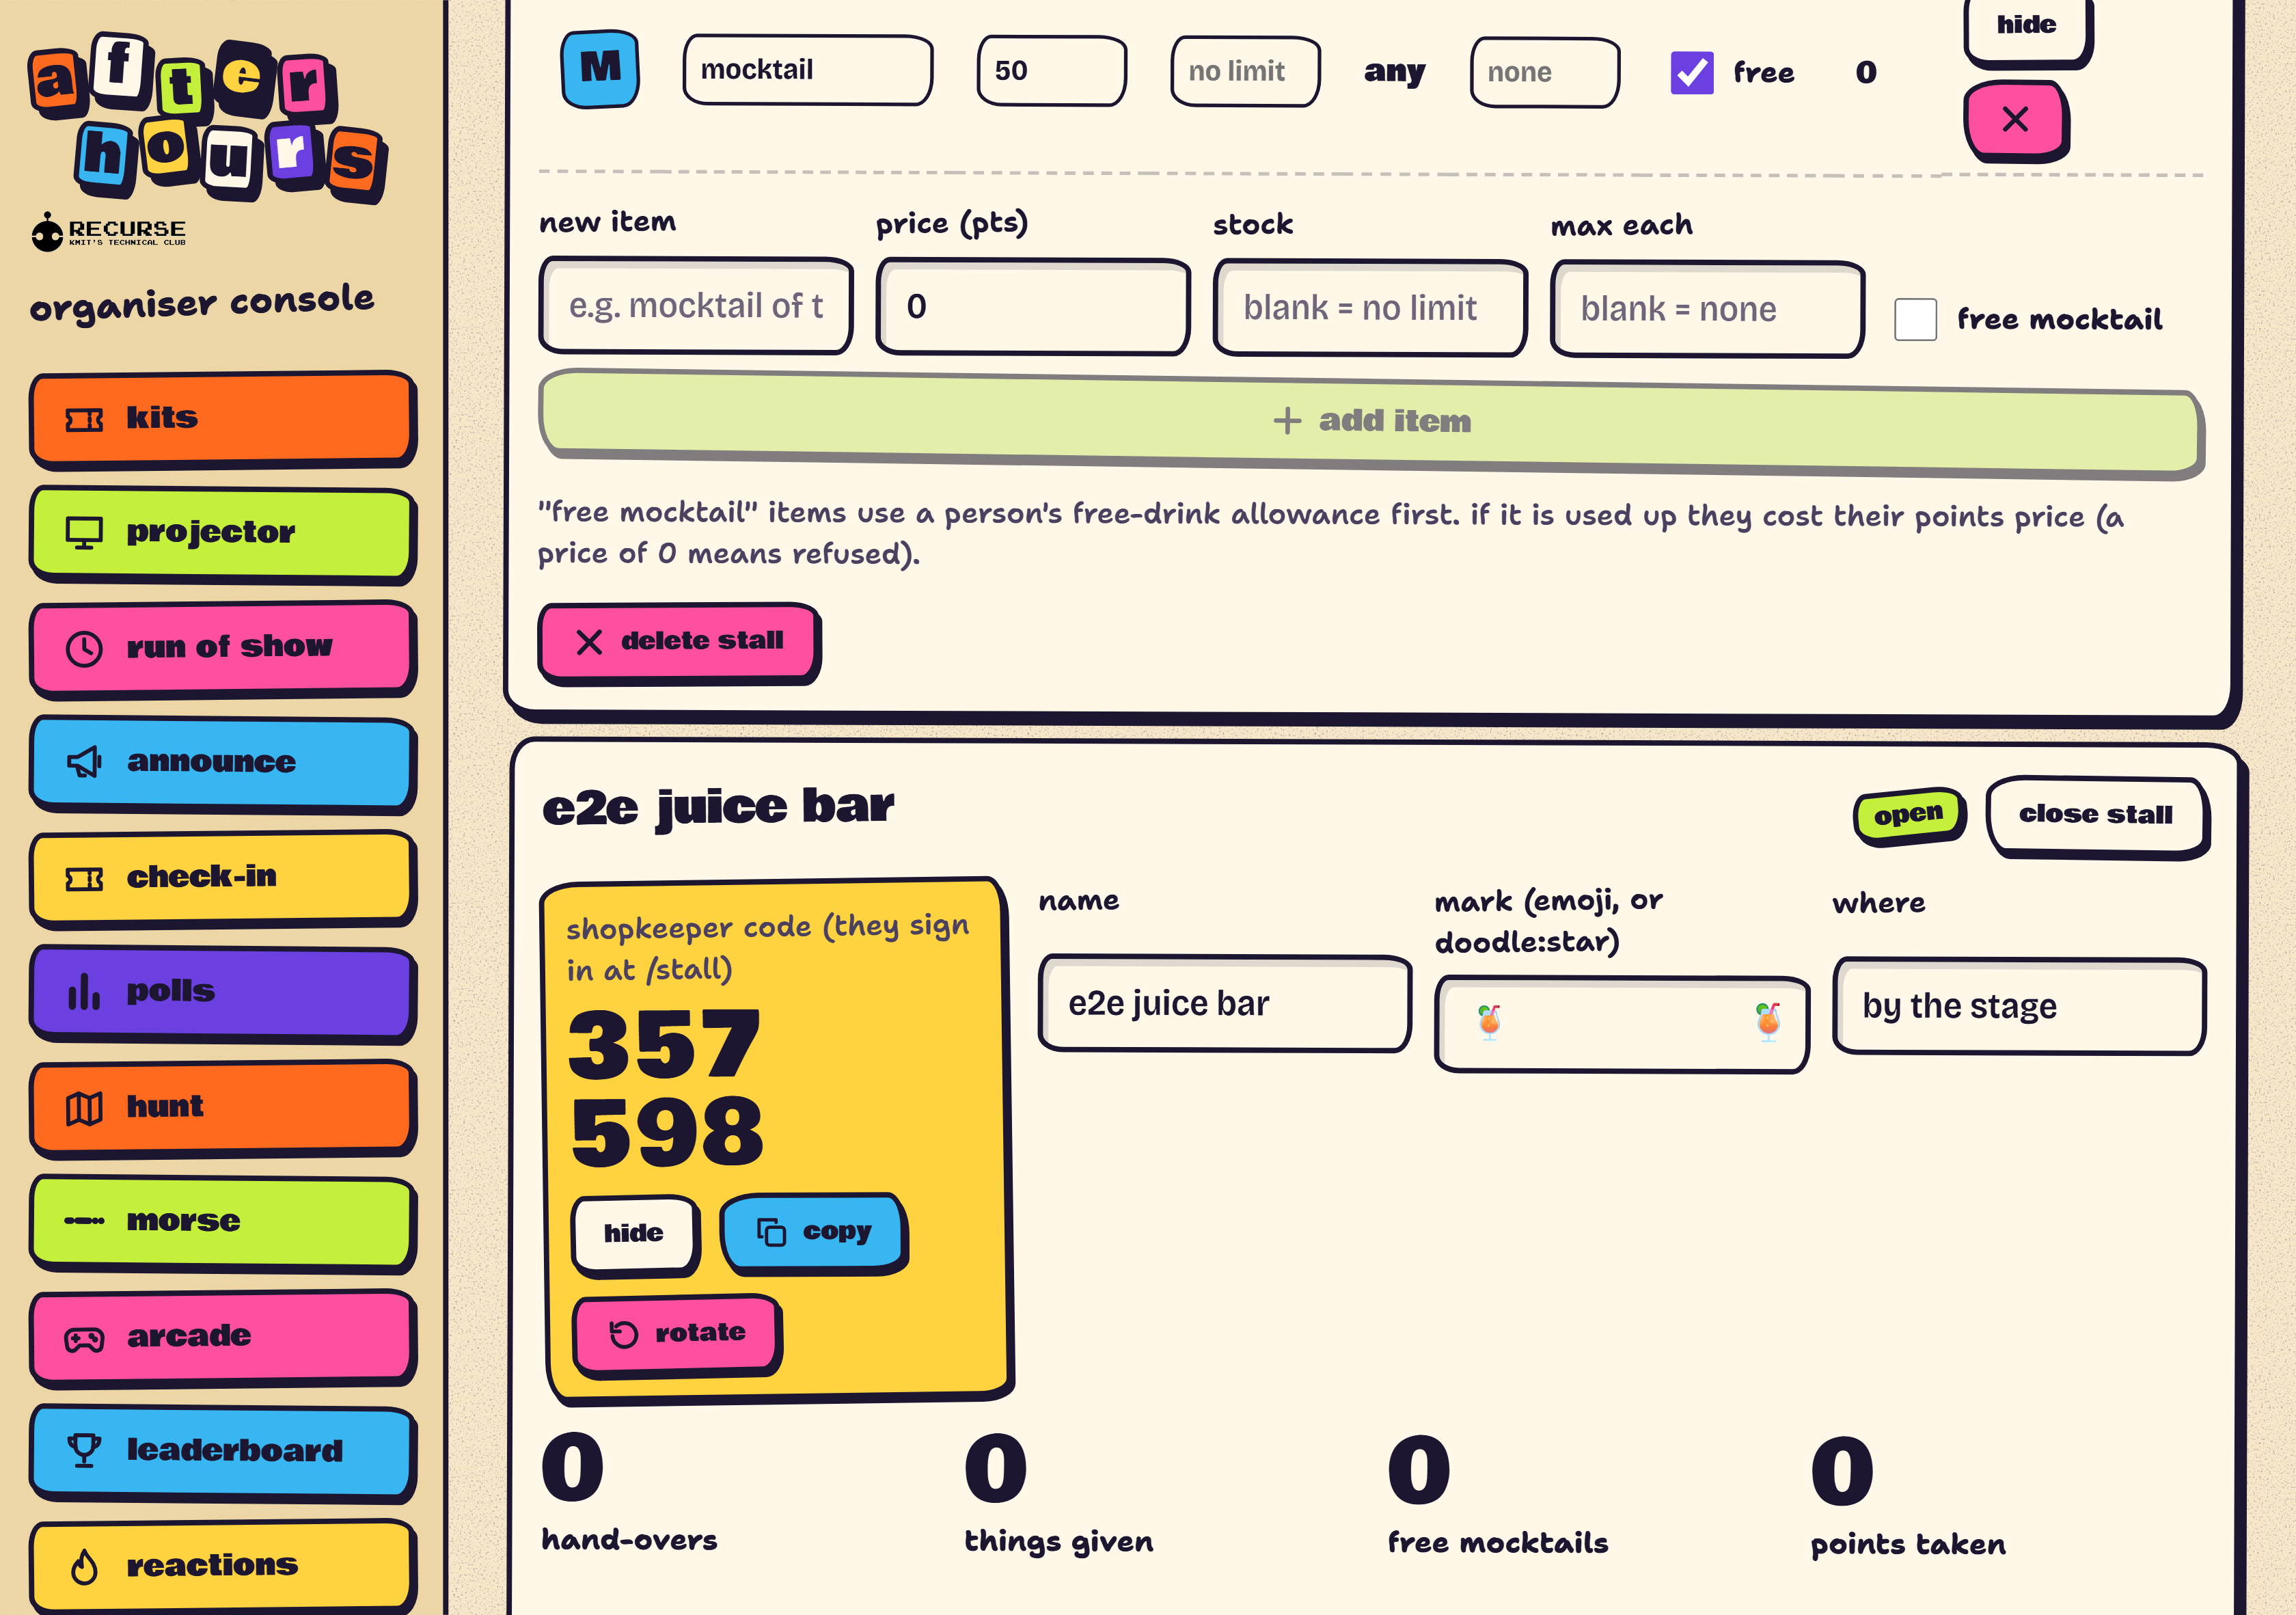 after
hours
RECURSE
KMIT'S TECHNICAL CLUB
organiser console
kits
projector
run of show
announce
check-in
polls
hunt
morse
arcade
leaderboard
reactions
M mocktail 50 no limit any none free 0 hide
new item price (pts) stock max each
e.g. mocktail of t 0 blank = no limit blank = none free mocktail
+ add item
"free mocktail" items use a person's free-drink allowance first. if it is used up they cost their points price (a
price of 0 means refused).
delete stall
e2e juice bar open close stall
shopkeeper code (they sign
in at /stall)
357
598
hide copy
rotate
name
e2e juice bar
mark (emoji, or
doodle:star)
🍹 🍹
where
by the stage
0 0 0 0
hand-overs things given free mocktails points taken